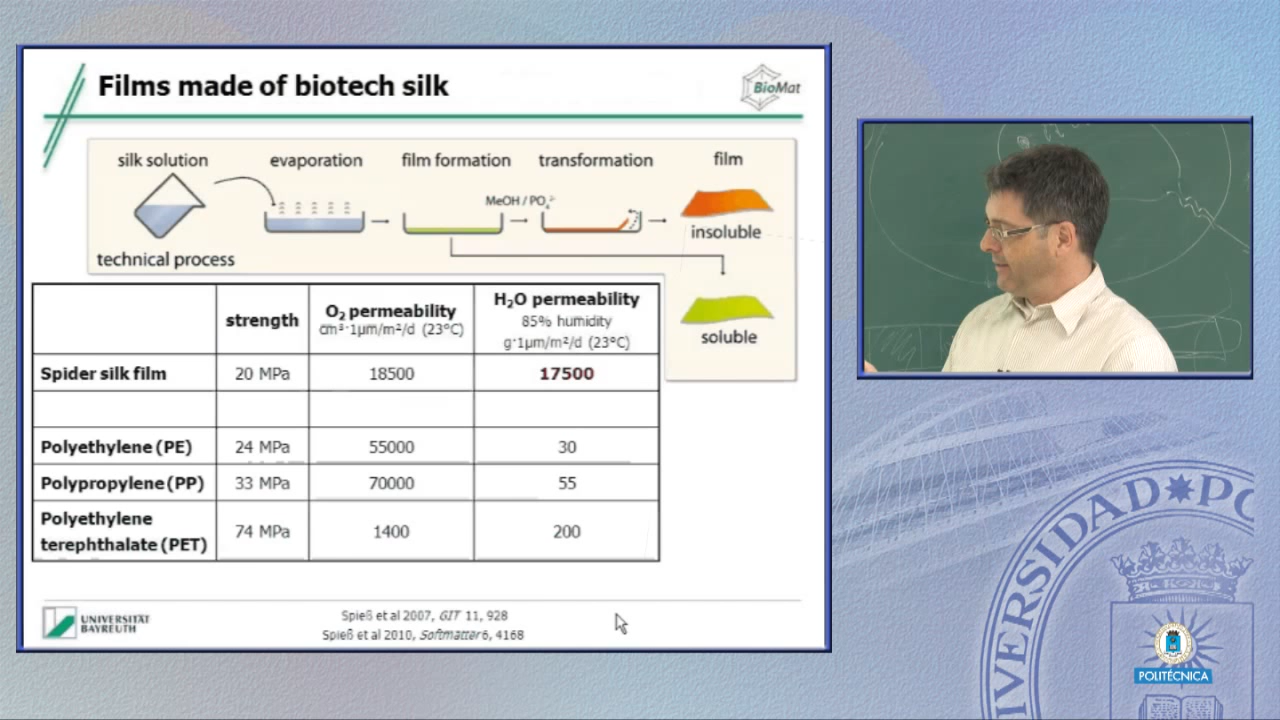 Films made of biotech silk
BioMat
silk solution
evaporation
film formation
transformation
film
MeOH / PO₄³⁻
insoluble
technical process
soluble
strength
O₂ permeability
cm³·1µm/m²/d (23°C)
H₂O permeability
85% humidity
g·1µm/m²/d (23°C)
Spider silk film 20 MPa 18500 17500
Polyethylene (PE) 24 MPa 55000 30
Polypropylene (PP) 33 MPa 70000 55
Polyethylene
terephthalate (PET) 74 MPa 1400 200
UNIVERSITÄT
BAYREUTH
Spieß et al 2007, GIT 11, 928
Spieß et al 2010, Softmatter 6, 4168
UNIVERSIDAD PO
POLITÉCNICA